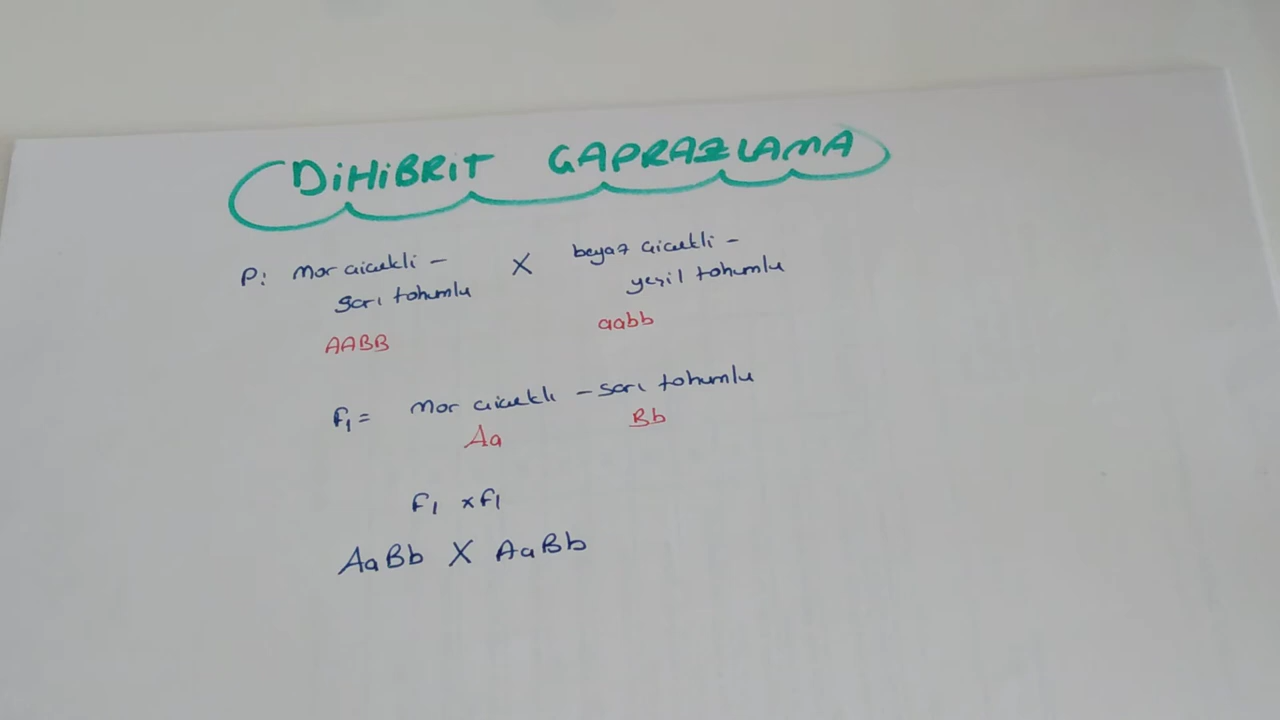 DiHiBRiT ÇAPRAZLAMA
P: Mor çiçekli - X beyaz çiçekli -
sarı tohumlu yeşil tohumlu
AABB aabb
F1 = Mor çiçekli - sarı tohumlu
Aa Bb
F1 x F1
AaBb X AaBb